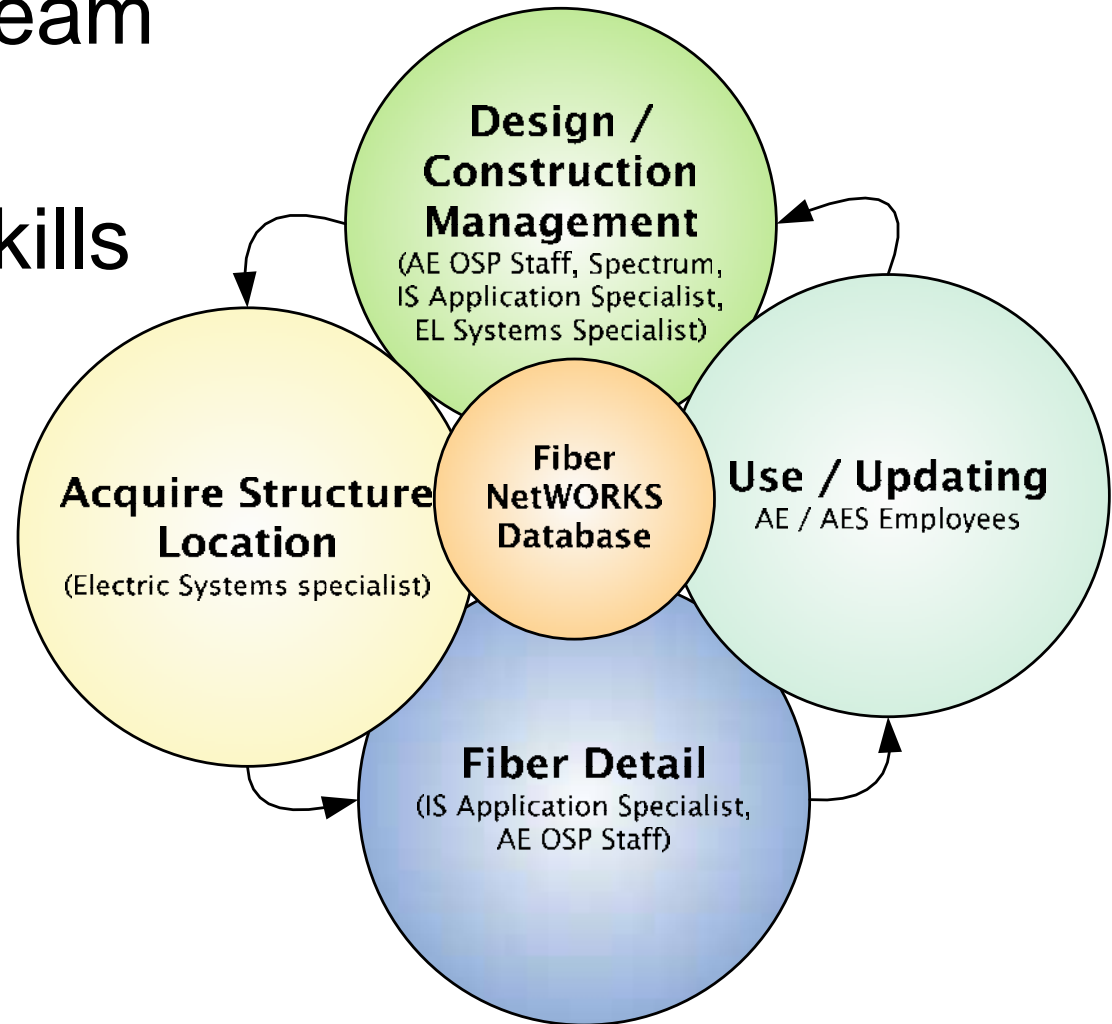 eam
kills
Design /
Construction
Management
(AE OSP Staff, Spectrum,
IS Application Specialist,
EL Systems Specialist)
Acquire Structure
Location
(Electric Systems specialist)
Fiber
NetWORKS
Database
Use / Updating
AE / AES Employees
Fiber Detail
(IS Application Specialist,
AE OSP Staff)